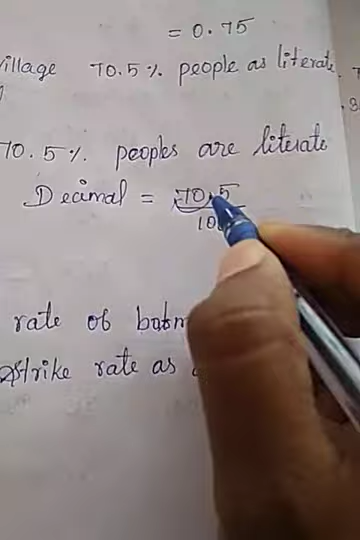 = 0.75
village 70.5% people as literate.
70.5% peoples are literate
Decimal = 70.5
10
rate of
strike rate as